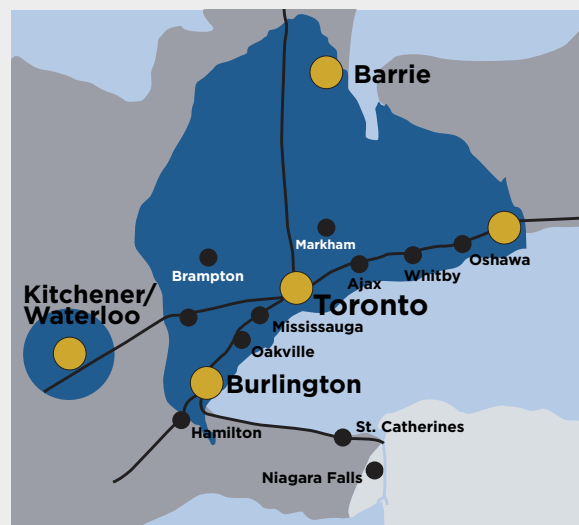 Barrie
Markham
Brampton
Oshawa
Whitby
Ajax
Kitchener/
Waterloo
Toronto
Mississauga
Oakville
Burlington
Hamilton
St. Catherines
Niagara Falls